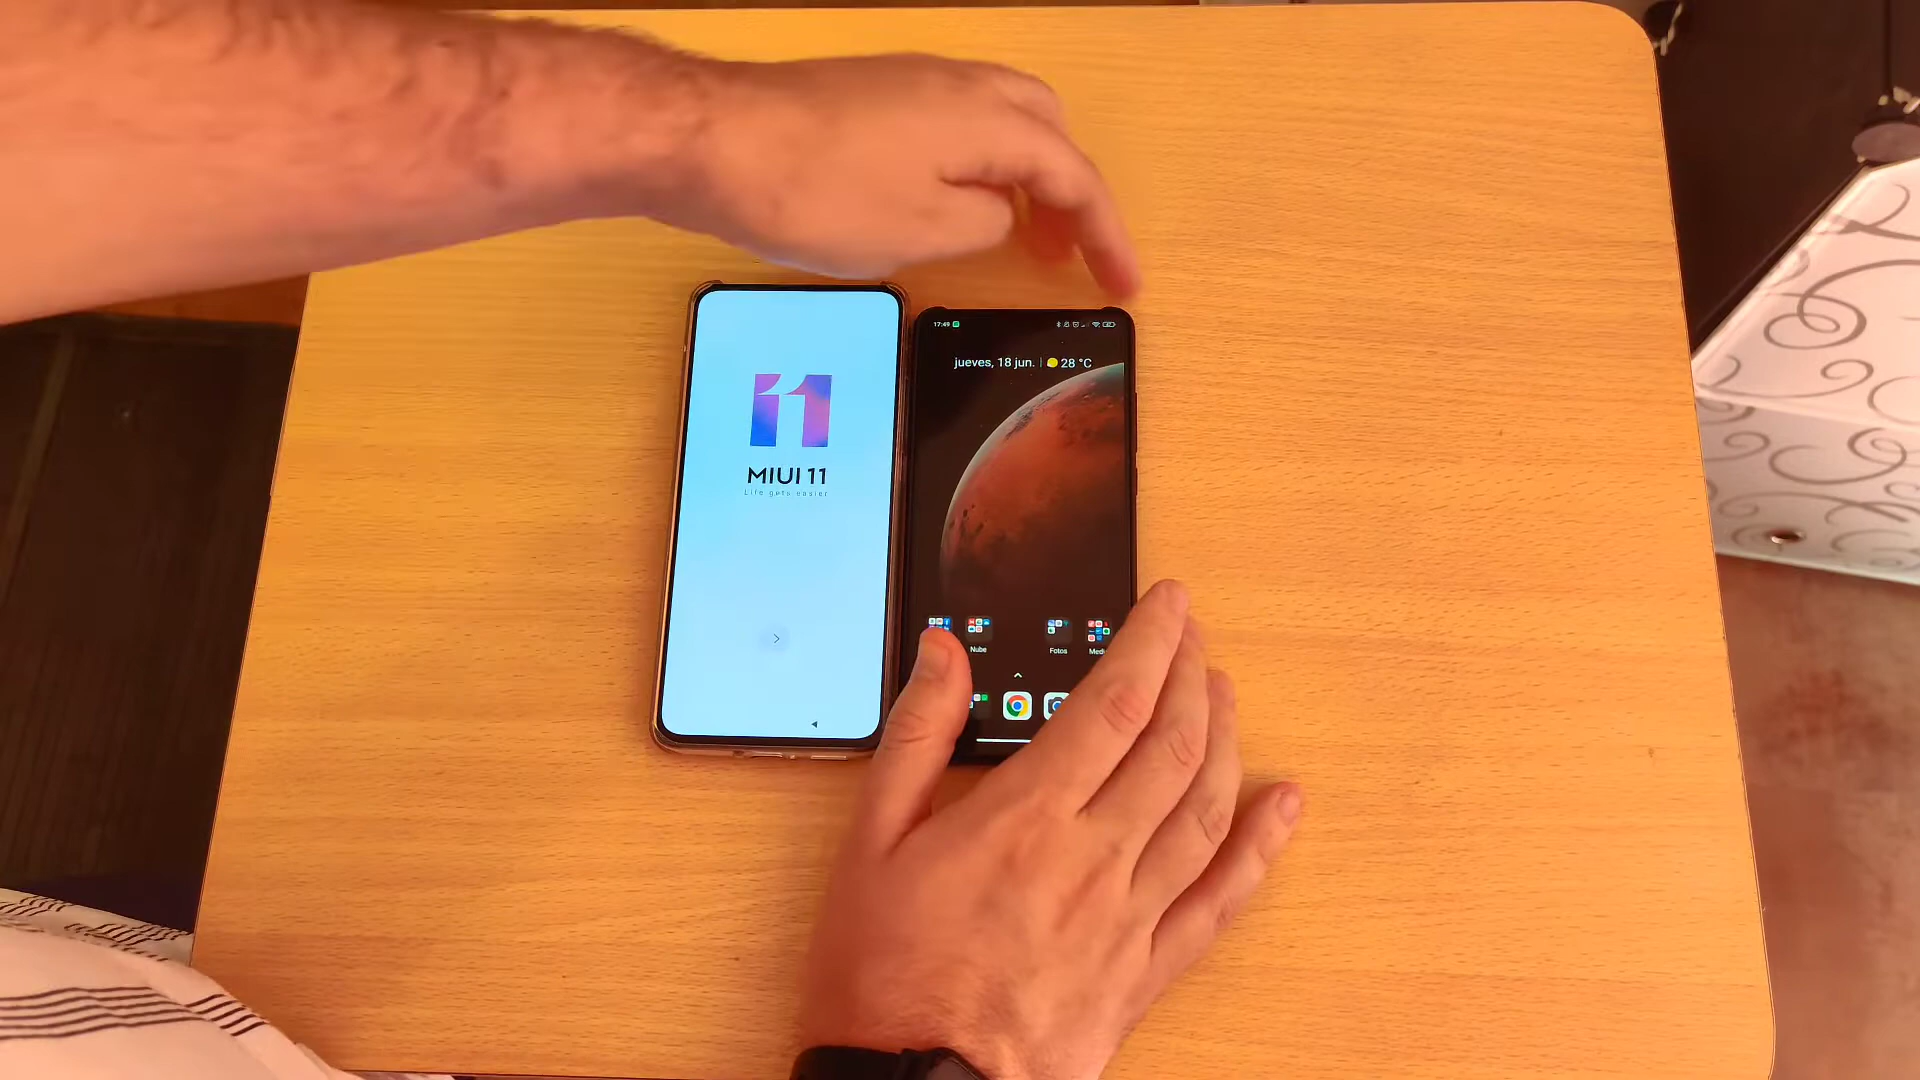 11
MIUI 11
Life gets easier
17:49
jueves, 18 jun. | 28 °C
Nube
Fotos